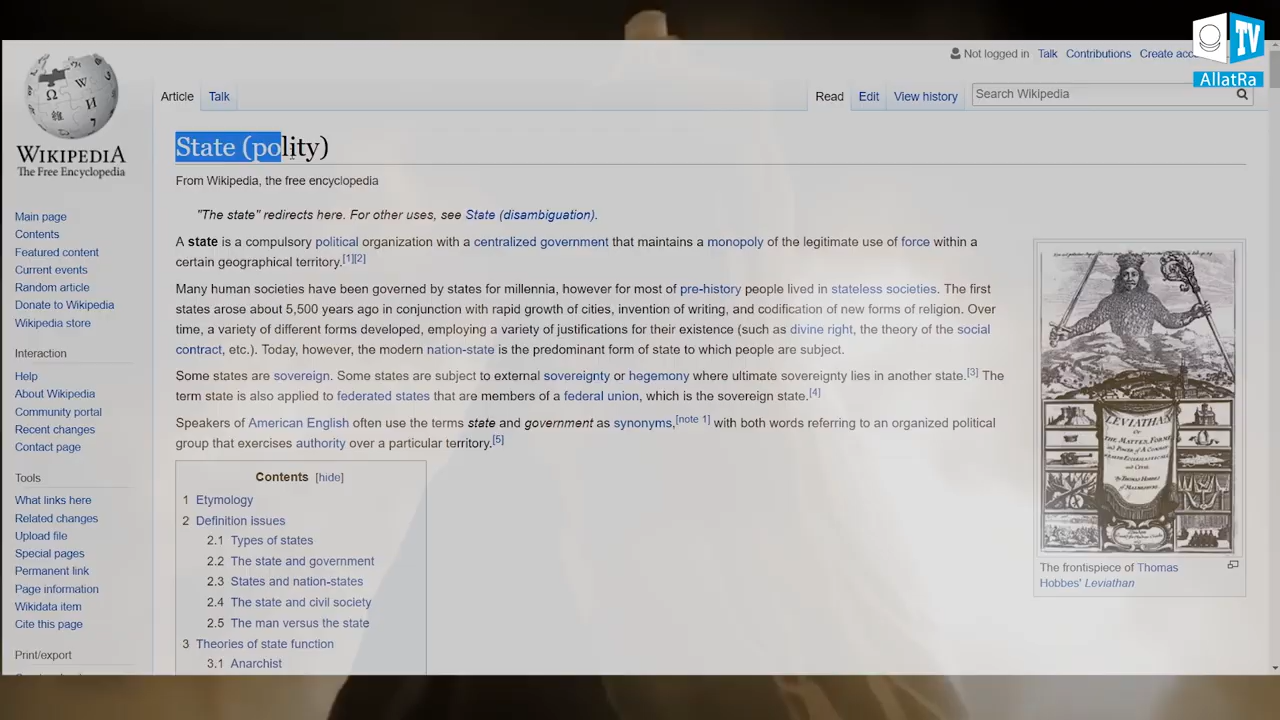 TV
AllatRa
Not logged in Talk Contributions Create acc
Article Talk Read Edit View history Search Wikipedia
WIKIPEDIA
The Free Encyclopedia
State (polity)
From Wikipedia, the free encyclopedia
"The state" redirects here. For other uses, see State (disambiguation).
A state is a compulsory political organization with a centralized government that maintains a monopoly of the legitimate use of force within a
certain geographical territory.[1][2]
Many human societies have been governed by states for millennia, however for most of pre-history people lived in stateless societies. The first
states arose about 5,500 years ago in conjunction with rapid growth of cities, invention of writing, and codification of new forms of religion. Over
time, a variety of different forms developed, employing a variety of justifications for their existence (such as divine right, the theory of the social
contract, etc.). Today, however, the modern nation-state is the predominant form of state to which people are subject.
Some states are sovereign. Some states are subject to external sovereignty or hegemony where ultimate sovereignty lies in another state.[3] The
term state is also applied to federated states that are members of a federal union, which is the sovereign state.[4]
Speakers of American English often use the terms state and government as synonyms,[note 1] with both words referring to an organized political
group that exercises authority over a particular territory.[5]
Contents [hide]
1 Etymology
2 Definition issues
2.1 Types of states
2.2 The state and government
2.3 States and nation-states
2.4 The state and civil society
2.5 The man versus the state
3 Theories of state function
3.1 Anarchist
Main page
Contents
Featured content
Current events
Random article
Donate to Wikipedia
Wikipedia store
Interaction
Help
About Wikipedia
Community portal
Recent changes
Contact page
Tools
What links here
Related changes
Upload file
Special pages
Permanent link
Page information
Wikidata item
Cite this page
Print/export
LEVIATHAN
Or
THE MATTER, FORME
and POWER of A COMMON
and CIVIL
By THOMAS HOBBES
of MALMESBURY
The frontispiece of Thomas
Hobbes' Leviathan